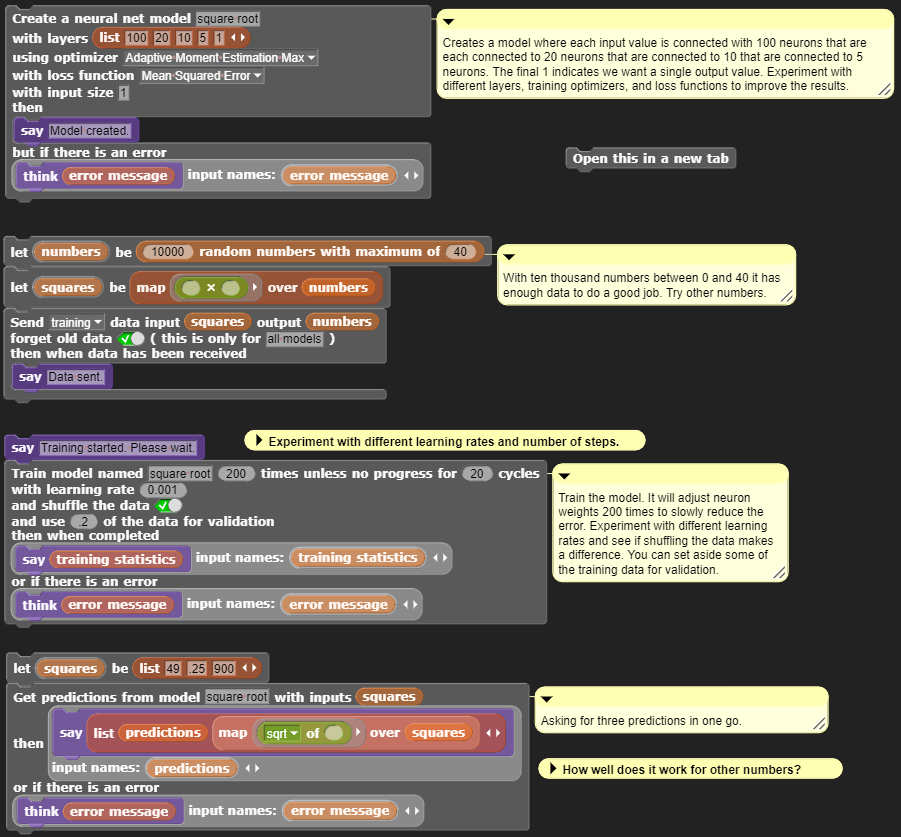 Create a neural net model square root
with layers list 100 20 10 5 1
using optimizer Adaptive Moment Estimation Max
with loss function Mean Squared Error
with input size 1
then
say Model created.
but if there is an error
think error message input names: error message
Creates a model where each input value is connected with 100 neurons that are
each connected to 20 neurons that are connected to 10 that are connected to 5
neurons. The final 1 indicates we want a single output value. Experiment with
different layers, training optimizers, and loss functions to improve the results.
Open this in a new tab
let numbers be 10000 random numbers with maximum of 40
let squares be map × over numbers
Send training data input squares output numbers
forget old data ( this is only for all models )
then when data has been received
say Data sent.
With ten thousand numbers between 0 and 40 it has
enough data to do a good job. Try other numbers.
say Training started. Please wait.
Experiment with different learning rates and number of steps.
Train model named square root 200 times unless no progress for 20 cycles
with learning rate 0.001
and shuffle the data
and use .2 of the data for validation
then when completed
say training statistics input names: training statistics
or if there is an error
think error message input names: error message
Train the model. It will adjust neuron
weights 200 times to slowly reduce the
error. Experiment with different learning
rates and see if shuffling the data makes
a difference. You can set aside some of
the training data for validation.
let squares be list 49 .25 900
Get predictions from model square root with inputs squares
then say list predictions map sqrt of over squares
input names: predictions
or if there is an error
think error message input names: error message
Asking for three predictions in one go.
How well does it work for other numbers?